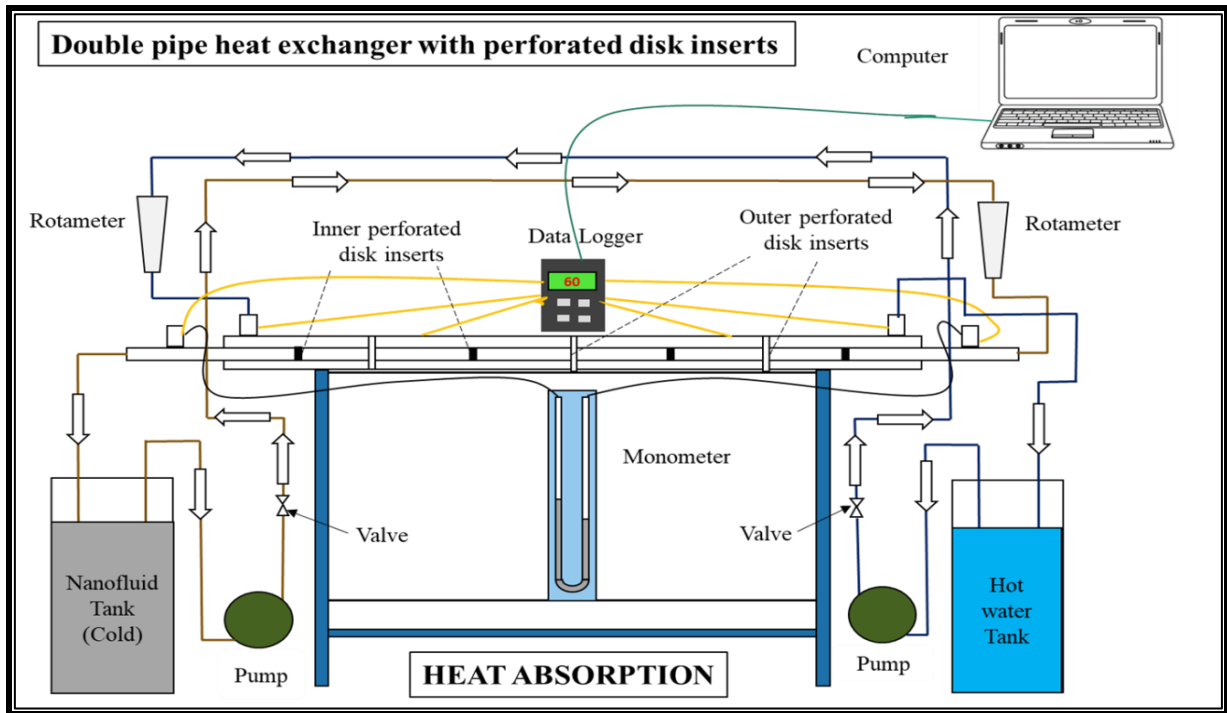 Double pipe heat exchanger with perforated disk inserts
Computer
Rotameter
Inner perforated
disk inserts
Data Logger
Outer perforated
disk inserts
Rotameter
60
Monometer
Valve
Valve
Nanofluid
Tank
(Cold)
Hot
water
Tank
Pump
Pump
HEAT ABSORPTION